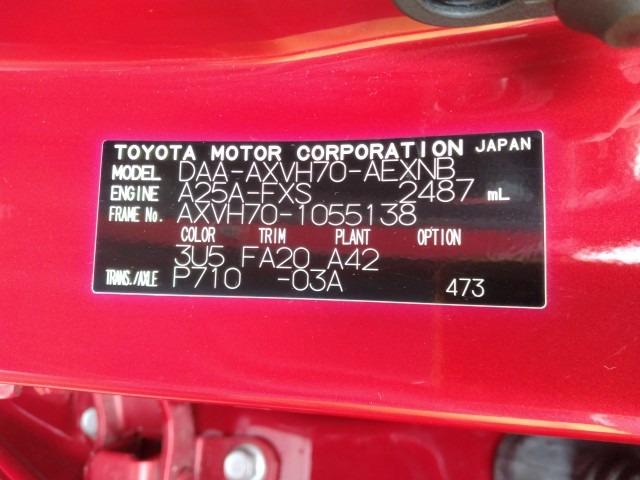 TOYOTA MOTOR CORPORATION JAPAN
MODEL DAA-AXVH70-AEXNB
ENGINE A25A-FXS 2487 mL
FRAME No. AXVH70-1055138
COLOR TRIM PLANT OPTION
3U5 FA20 A42
TRANS./AXLE P710 -03A 473